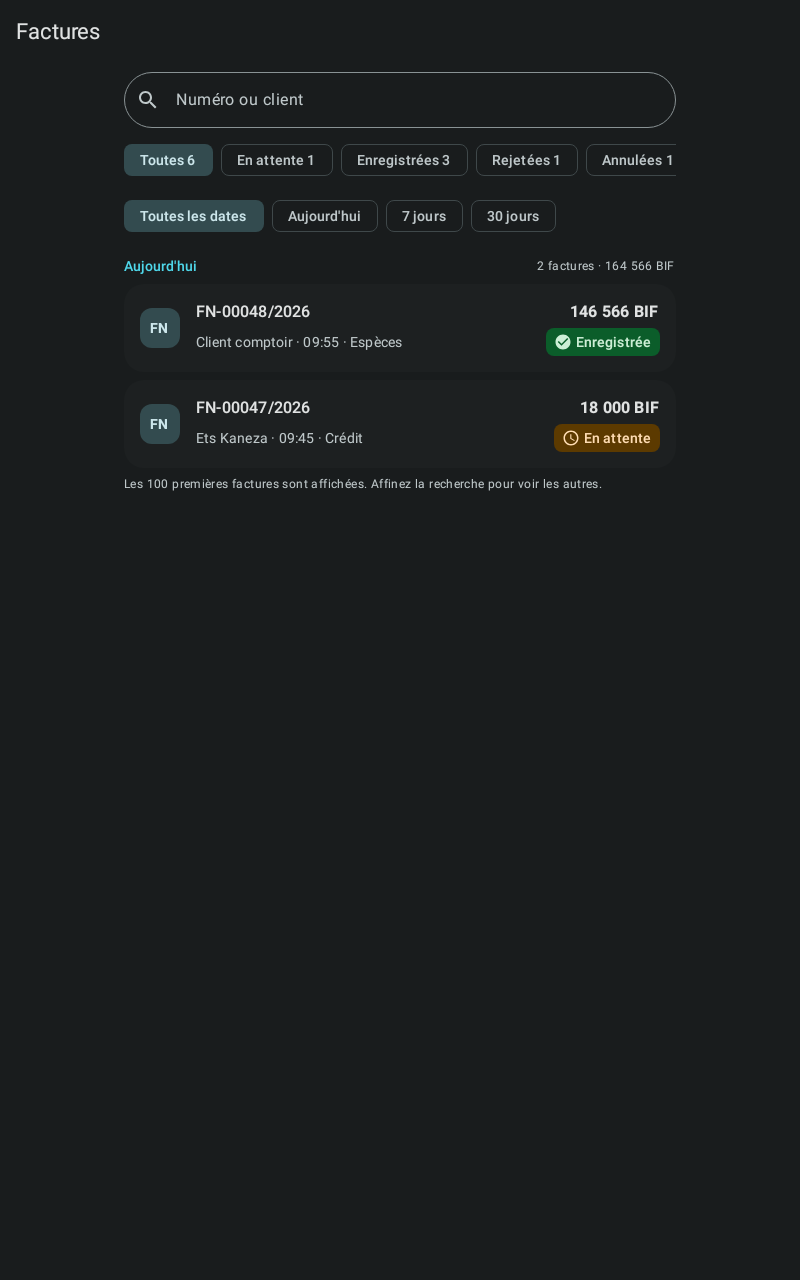 Factures
Numéro ou client
Toutes 6
En attente 1
Enregistrées 3
Rejetées 1
Annulées 1
Toutes les dates
Aujourd'hui
7 jours
30 jours
Aujourd'hui
2 factures · 164 566 BIF
FN
FN-00048/2026
146 566 BIF
Client comptoir · 09:55 · Espèces
Enregistrée
FN
FN-00047/2026
18 000 BIF
Ets Kaneza · 09:45 · Crédit
En attente
Les 100 premières factures sont affichées. Affinez la recherche pour voir les autres.